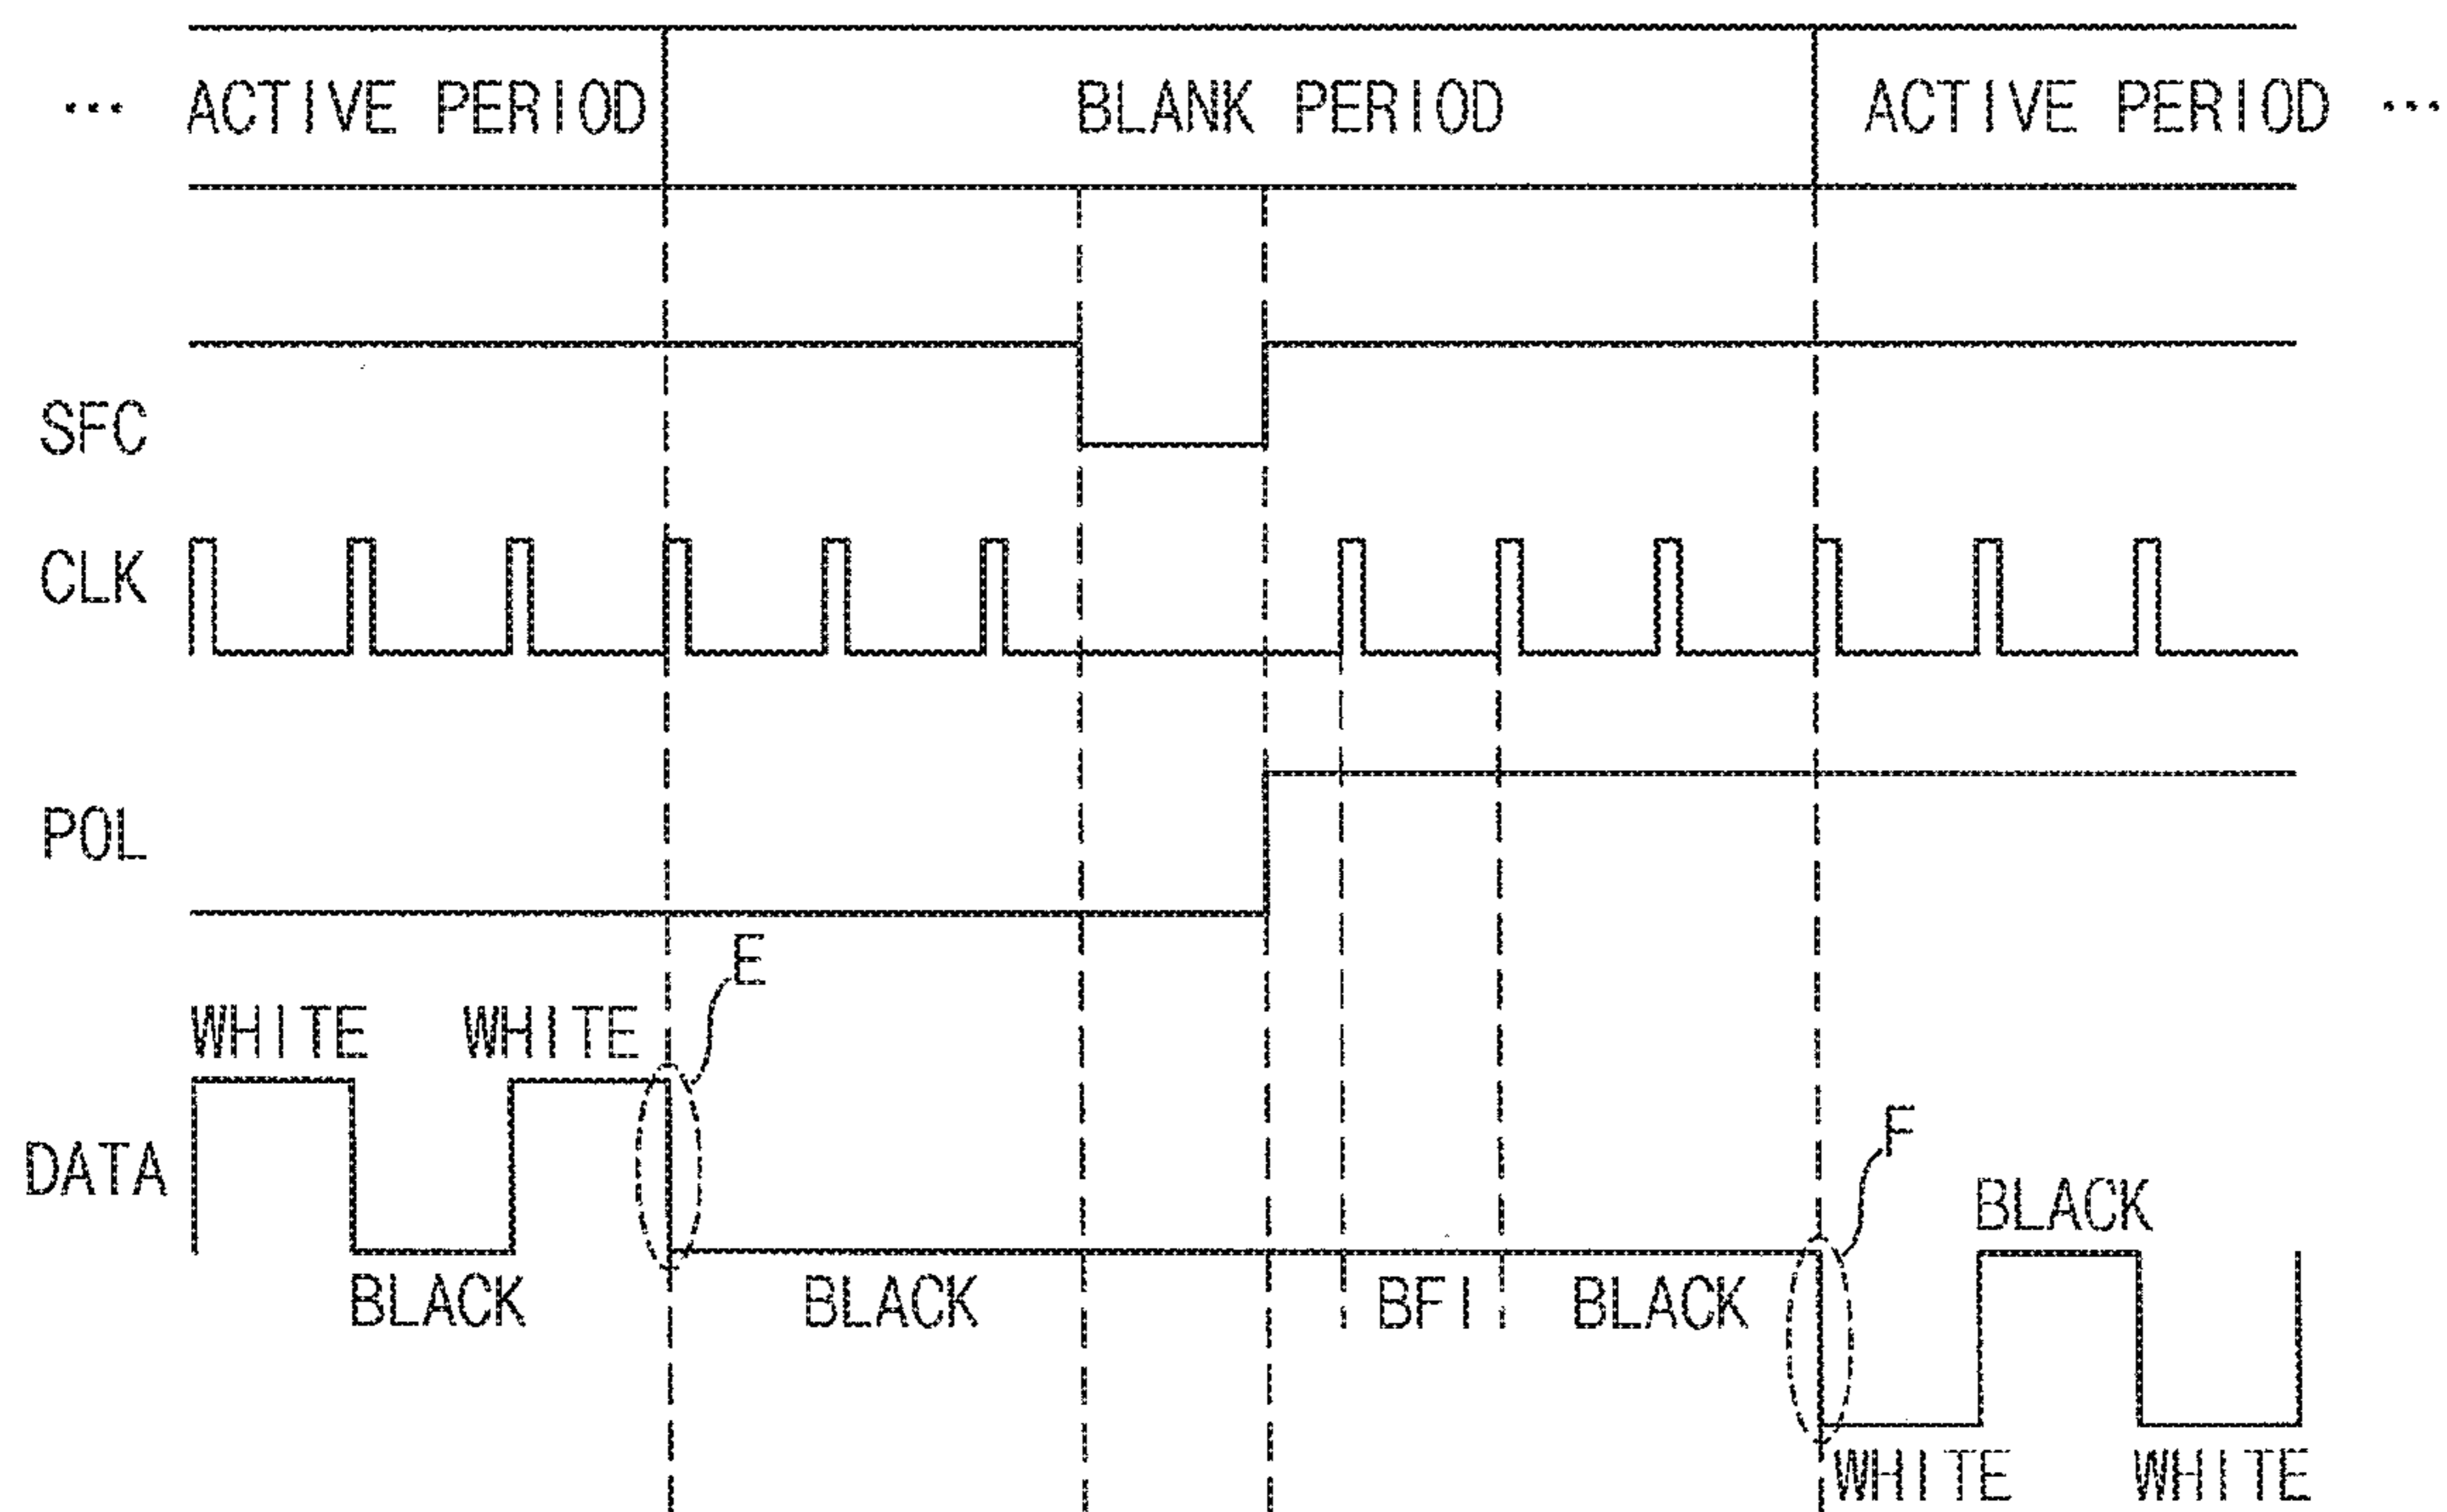 ... ACTIVE PERIOD BLANK PERIOD ACTIVE PERIOD ...
SFC
CLK
POL
E
WHITE WHITE
F
DATA
BLACK
BLACK BLACK BFI BLACK
WHITE WHITE